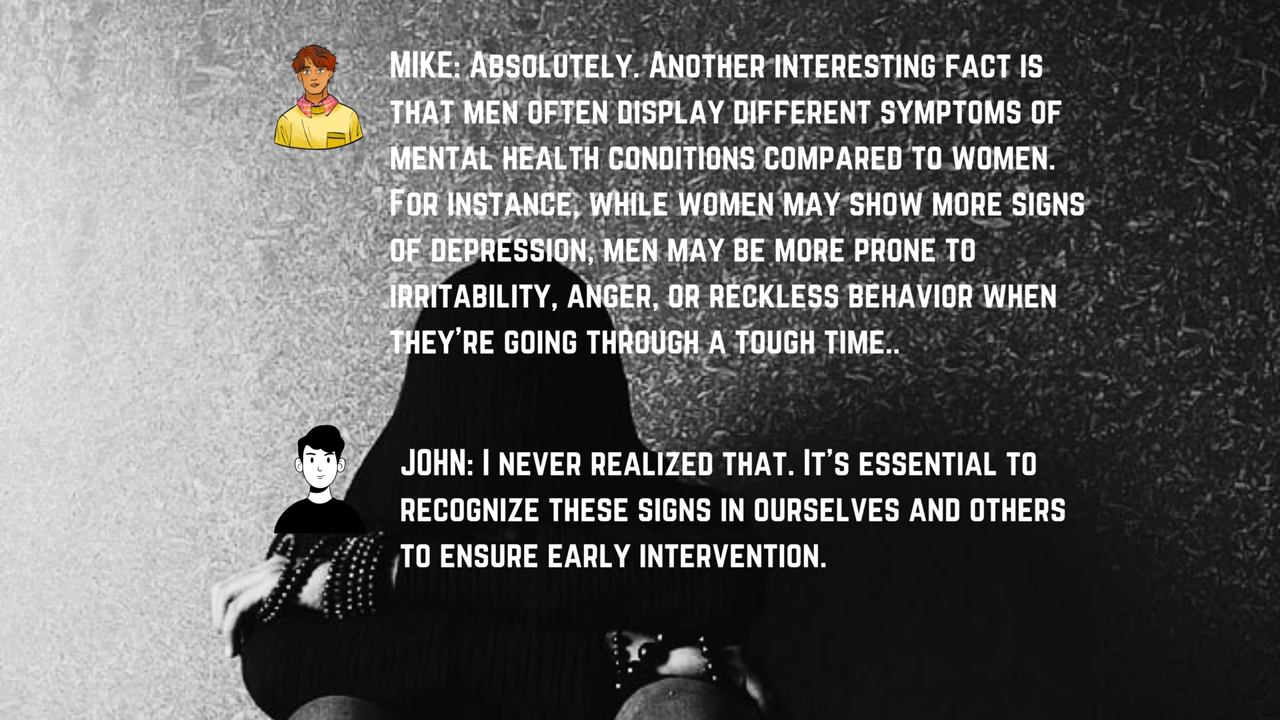 MIKE: Absolutely. Another interesting fact is
that men often display different symptoms of
mental health conditions compared to women.
For instance, while women may show more signs
of depression, men may be more prone to
irritability, anger, or reckless behavior when
they're going through a tough time..
JOHN: I never realized that. It's essential to
recognize these signs in ourselves and others
to ensure early intervention.